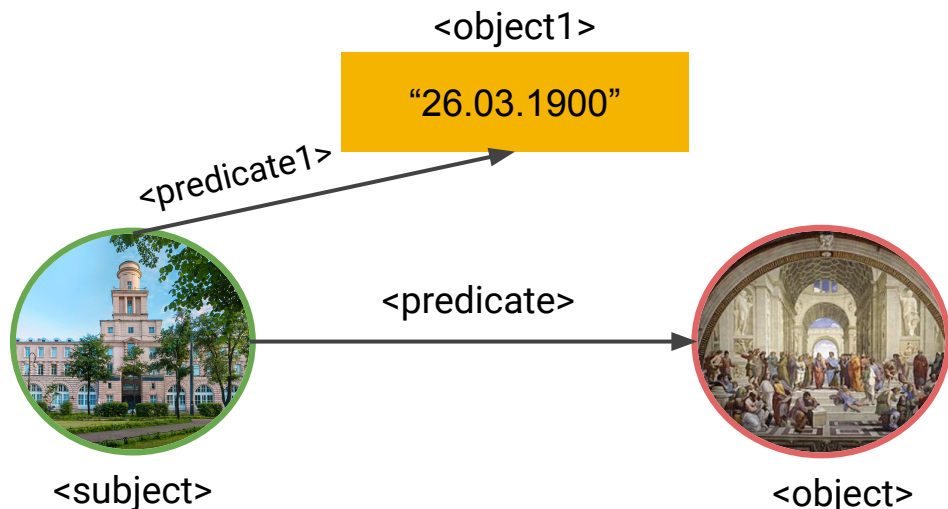 <object1>
“26.03.1900”
<predicate1>
<predicate>
<subject>
<object>